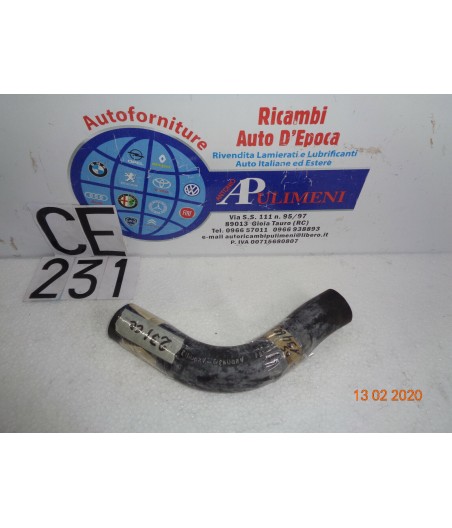 Autoforniture
Ricambi
Auto D'Epoca
Rivendita Lamierati e Lubrificanti
Auto Italiane ed Estere
APULIMENI
Via S.S. 111 n. 95/97
89013 Gioia Tauro (RC)
Tel. 0966 57011 0966 938893
e-mail autoricambipulimeni@libero.it
P. IVA 00715690807
CE
231
13 02 2020